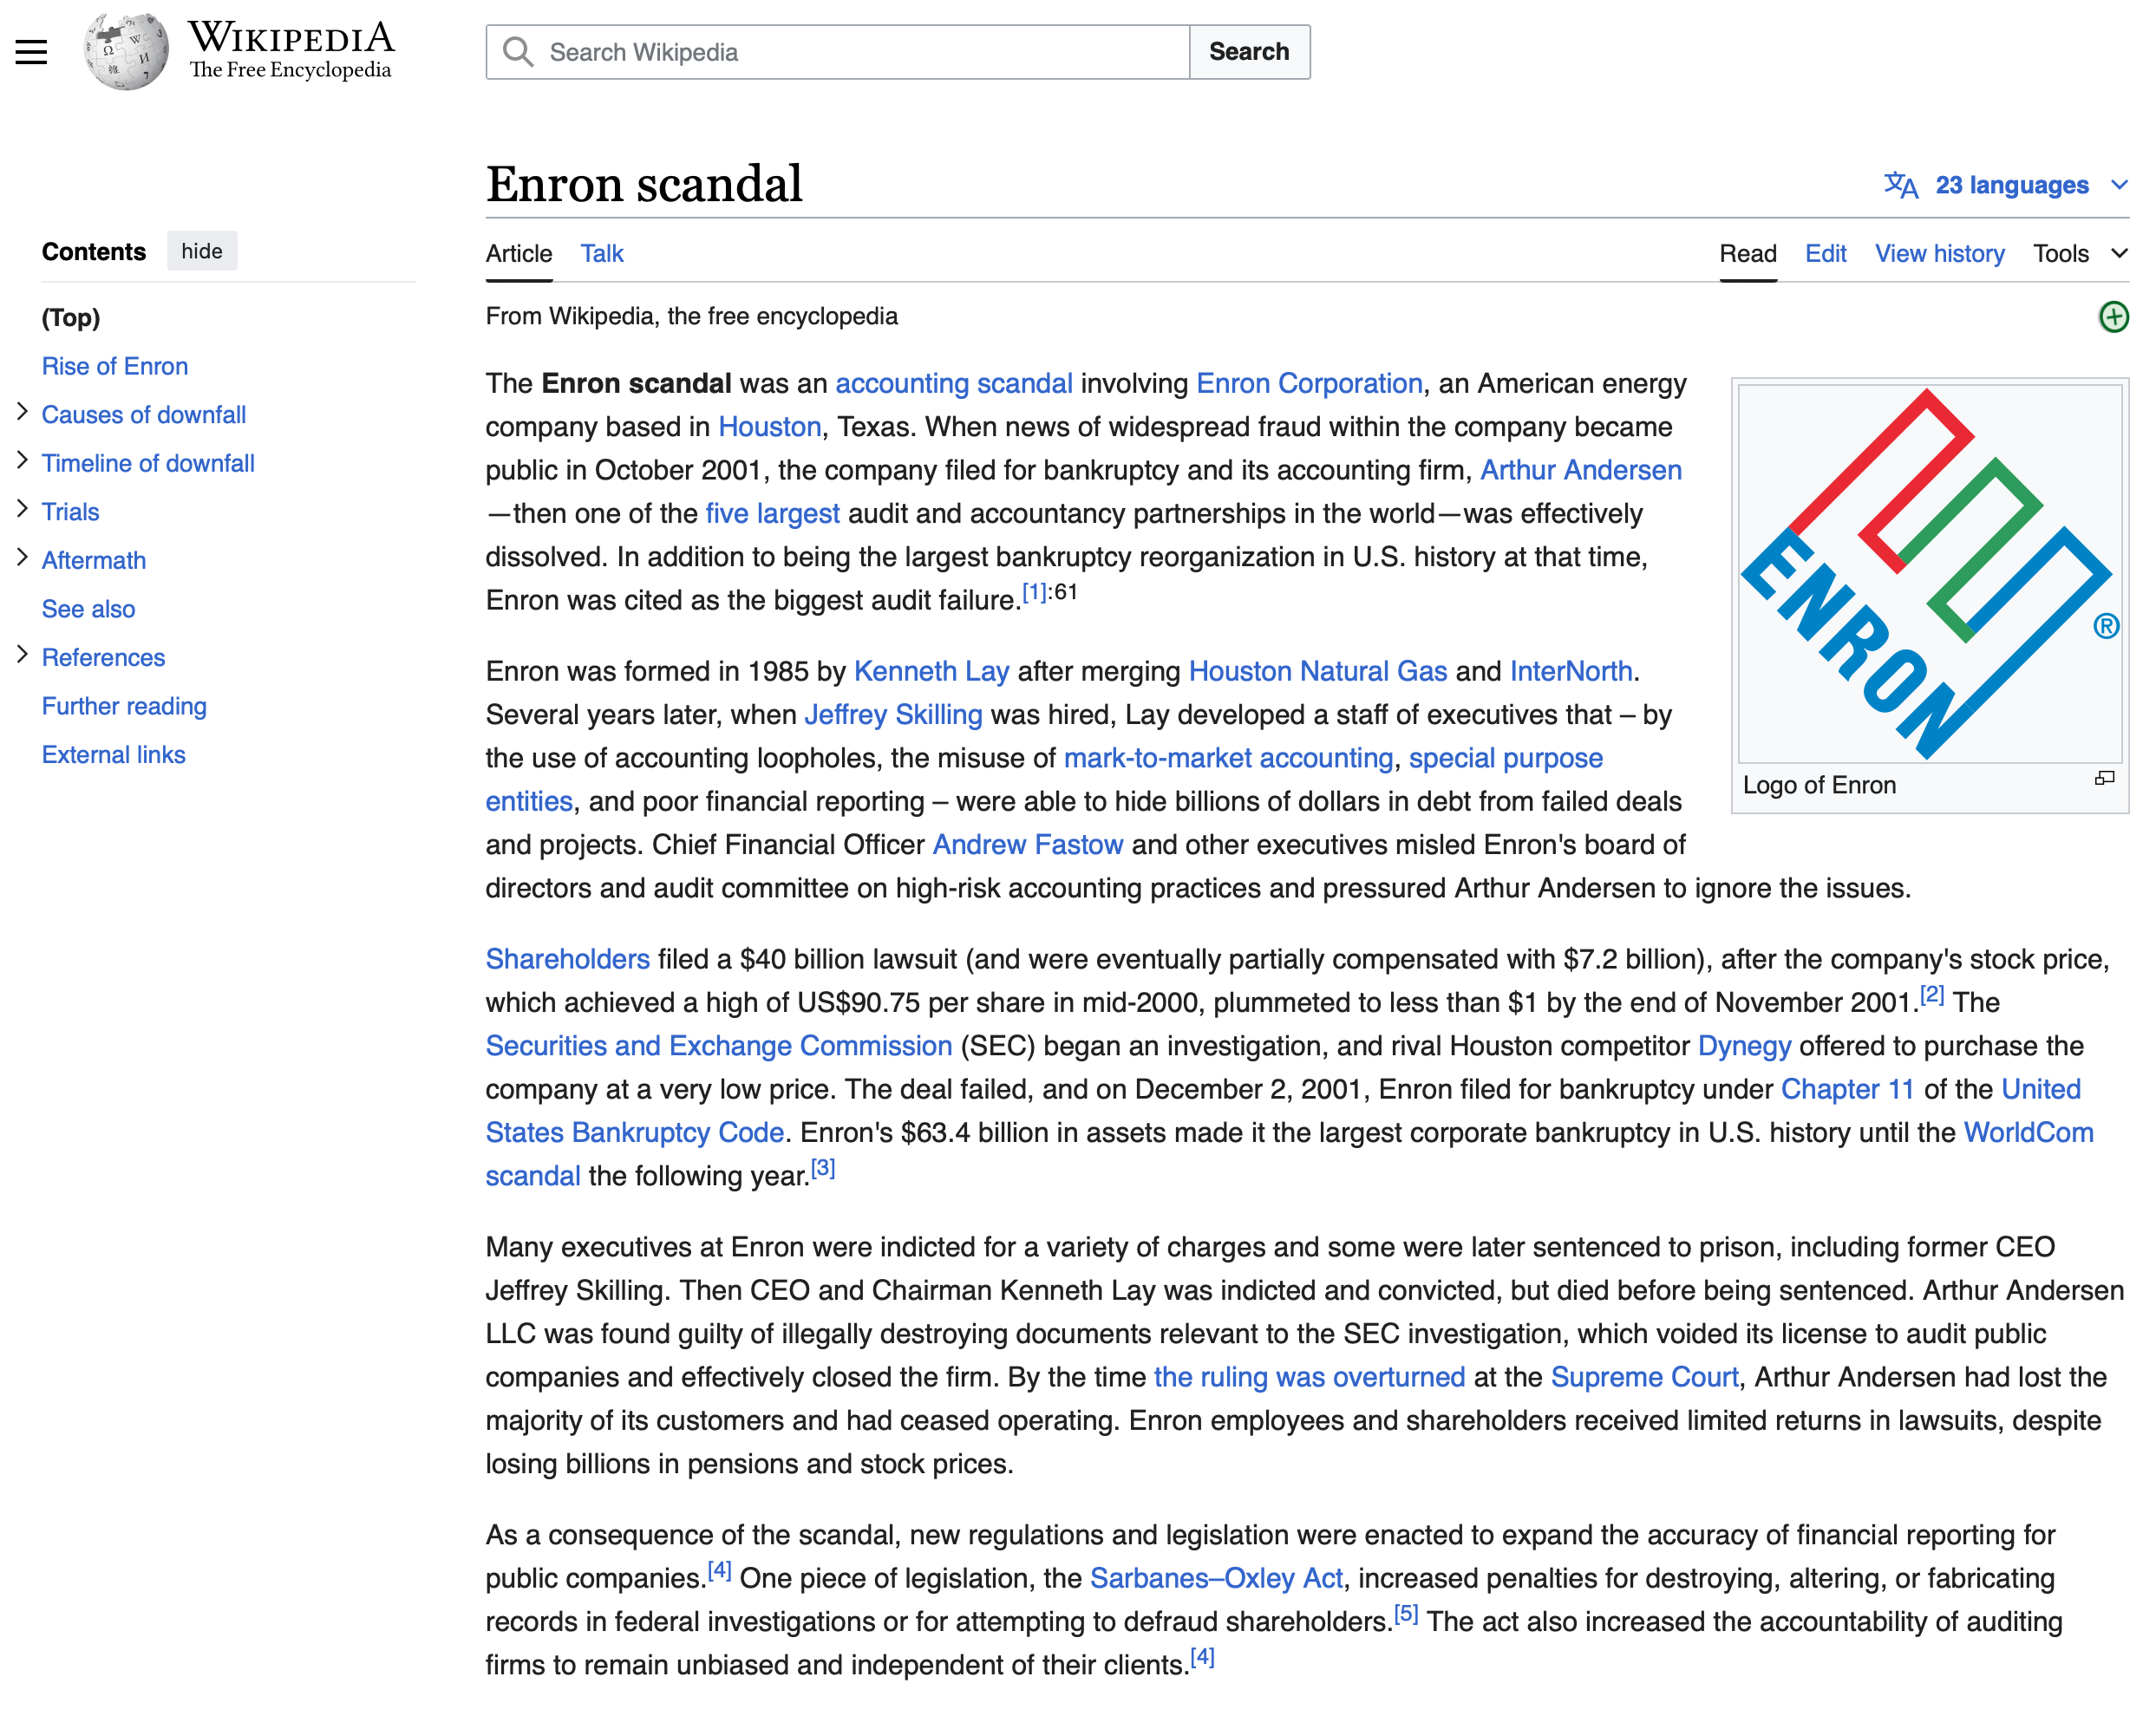 WIKIPEDIA
The Free Encyclopedia
Search Wikipedia
Search
Enron scandal
23 languages
Contents
hide
(Top)
Rise of Enron
Causes of downfall
Timeline of downfall
Trials
Aftermath
See also
References
Further reading
External links
Article
Talk
Read
Edit
View history
Tools
From Wikipedia, the free encyclopedia
The Enron scandal was an accounting scandal involving Enron Corporation, an American energy
company based in Houston, Texas. When news of widespread fraud within the company became
public in October 2001, the company filed for bankruptcy and its accounting firm, Arthur Andersen
—then one of the five largest audit and accountancy partnerships in the world—was effectively
dissolved. In addition to being the largest bankruptcy reorganization in U.S. history at that time,
Enron was cited as the biggest audit failure.[1]:61
ENRON
®
Logo of Enron
Enron was formed in 1985 by Kenneth Lay after merging Houston Natural Gas and InterNorth.
Several years later, when Jeffrey Skilling was hired, Lay developed a staff of executives that – by
the use of accounting loopholes, the misuse of mark-to-market accounting, special purpose
entities, and poor financial reporting – were able to hide billions of dollars in debt from failed deals
and projects. Chief Financial Officer Andrew Fastow and other executives misled Enron's board of
directors and audit committee on high-risk accounting practices and pressured Arthur Andersen to ignore the issues.
Shareholders filed a $40 billion lawsuit (and were eventually partially compensated with $7.2 billion), after the company's stock price,
which achieved a high of US$90.75 per share in mid-2000, plummeted to less than $1 by the end of November 2001.[2] The
Securities and Exchange Commission (SEC) began an investigation, and rival Houston competitor Dynegy offered to purchase the
company at a very low price. The deal failed, and on December 2, 2001, Enron filed for bankruptcy under Chapter 11 of the United
States Bankruptcy Code. Enron's $63.4 billion in assets made it the largest corporate bankruptcy in U.S. history until the WorldCom
scandal the following year.[3]
Many executives at Enron were indicted for a variety of charges and some were later sentenced to prison, including former CEO
Jeffrey Skilling. Then CEO and Chairman Kenneth Lay was indicted and convicted, but died before being sentenced. Arthur Andersen
LLC was found guilty of illegally destroying documents relevant to the SEC investigation, which voided its license to audit public
companies and effectively closed the firm. By the time the ruling was overturned at the Supreme Court, Arthur Andersen had lost the
majority of its customers and had ceased operating. Enron employees and shareholders received limited returns in lawsuits, despite
losing billions in pensions and stock prices.
As a consequence of the scandal, new regulations and legislation were enacted to expand the accuracy of financial reporting for
public companies.[4] One piece of legislation, the Sarbanes–Oxley Act, increased penalties for destroying, altering, or fabricating
records in federal investigations or for attempting to defraud shareholders.[5] The act also increased the accountability of auditing
firms to remain unbiased and independent of their clients.[4]